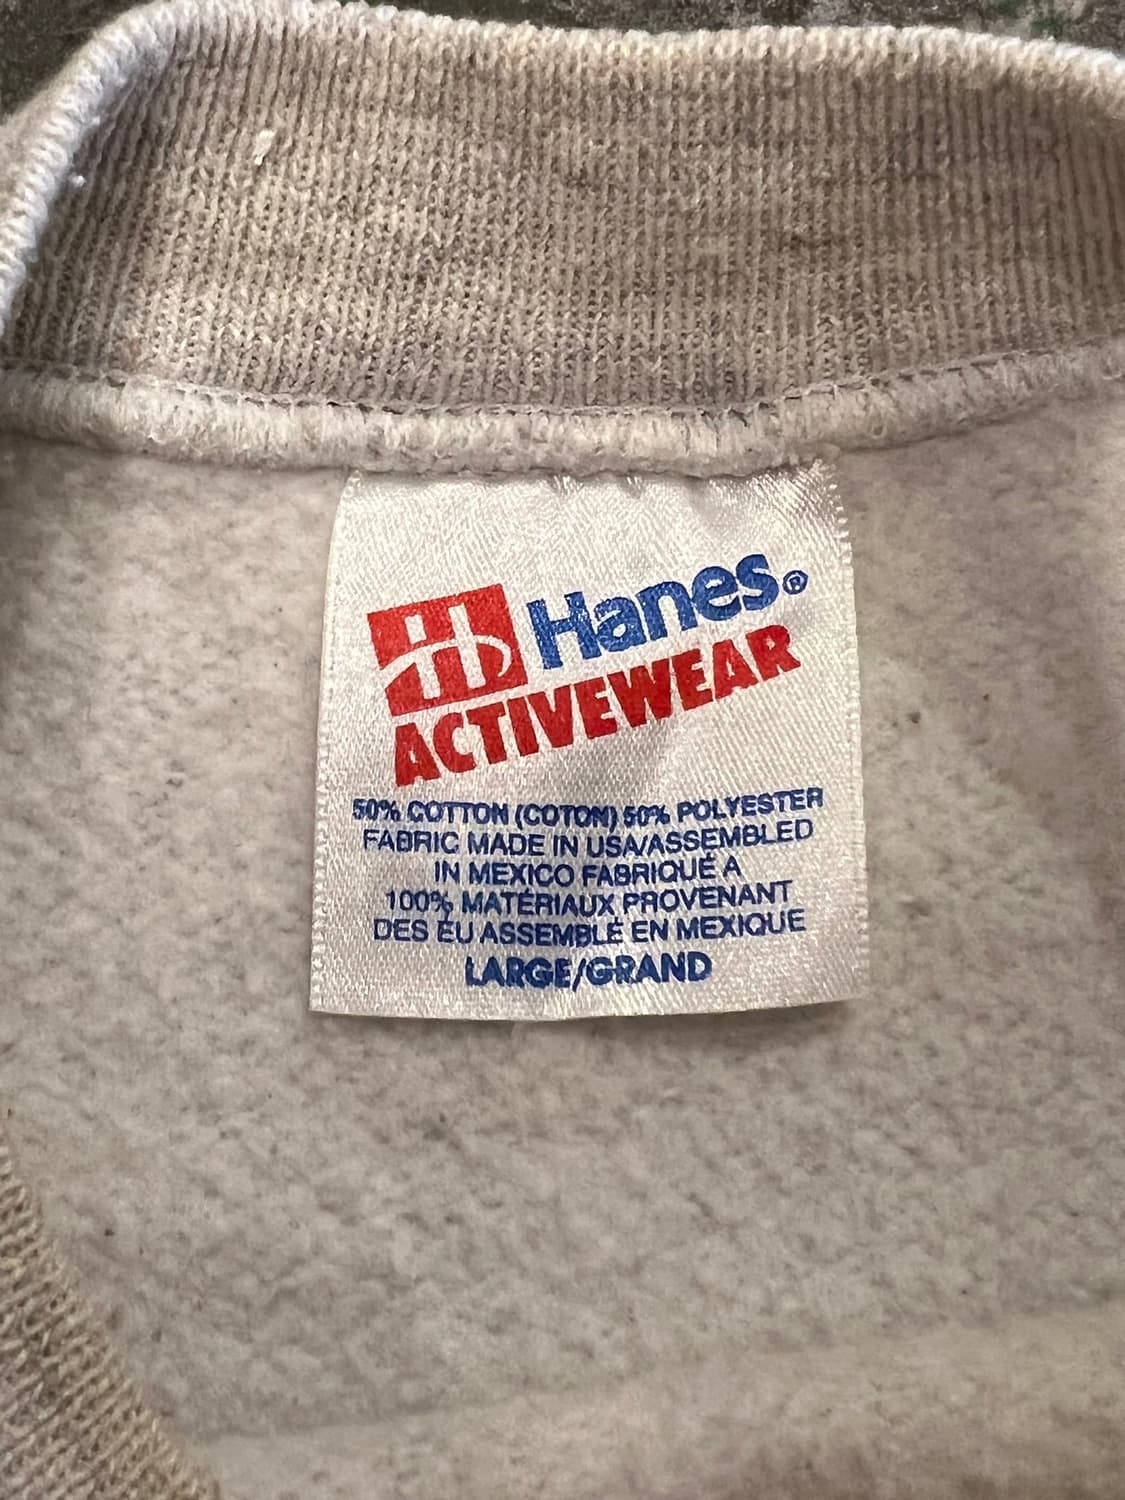 H Hanes®
ACTIVEWEAR
50% COTTON (COTON) 50% POLYESTER
FABRIC MADE IN USA/ASSEMBLED
IN MEXICO FABRIQUÉ A
100% MATÉRIAUX PROVENANT
DES ÉU ASSEMBLÉ EN MEXIQUE
LARGE/GRAND